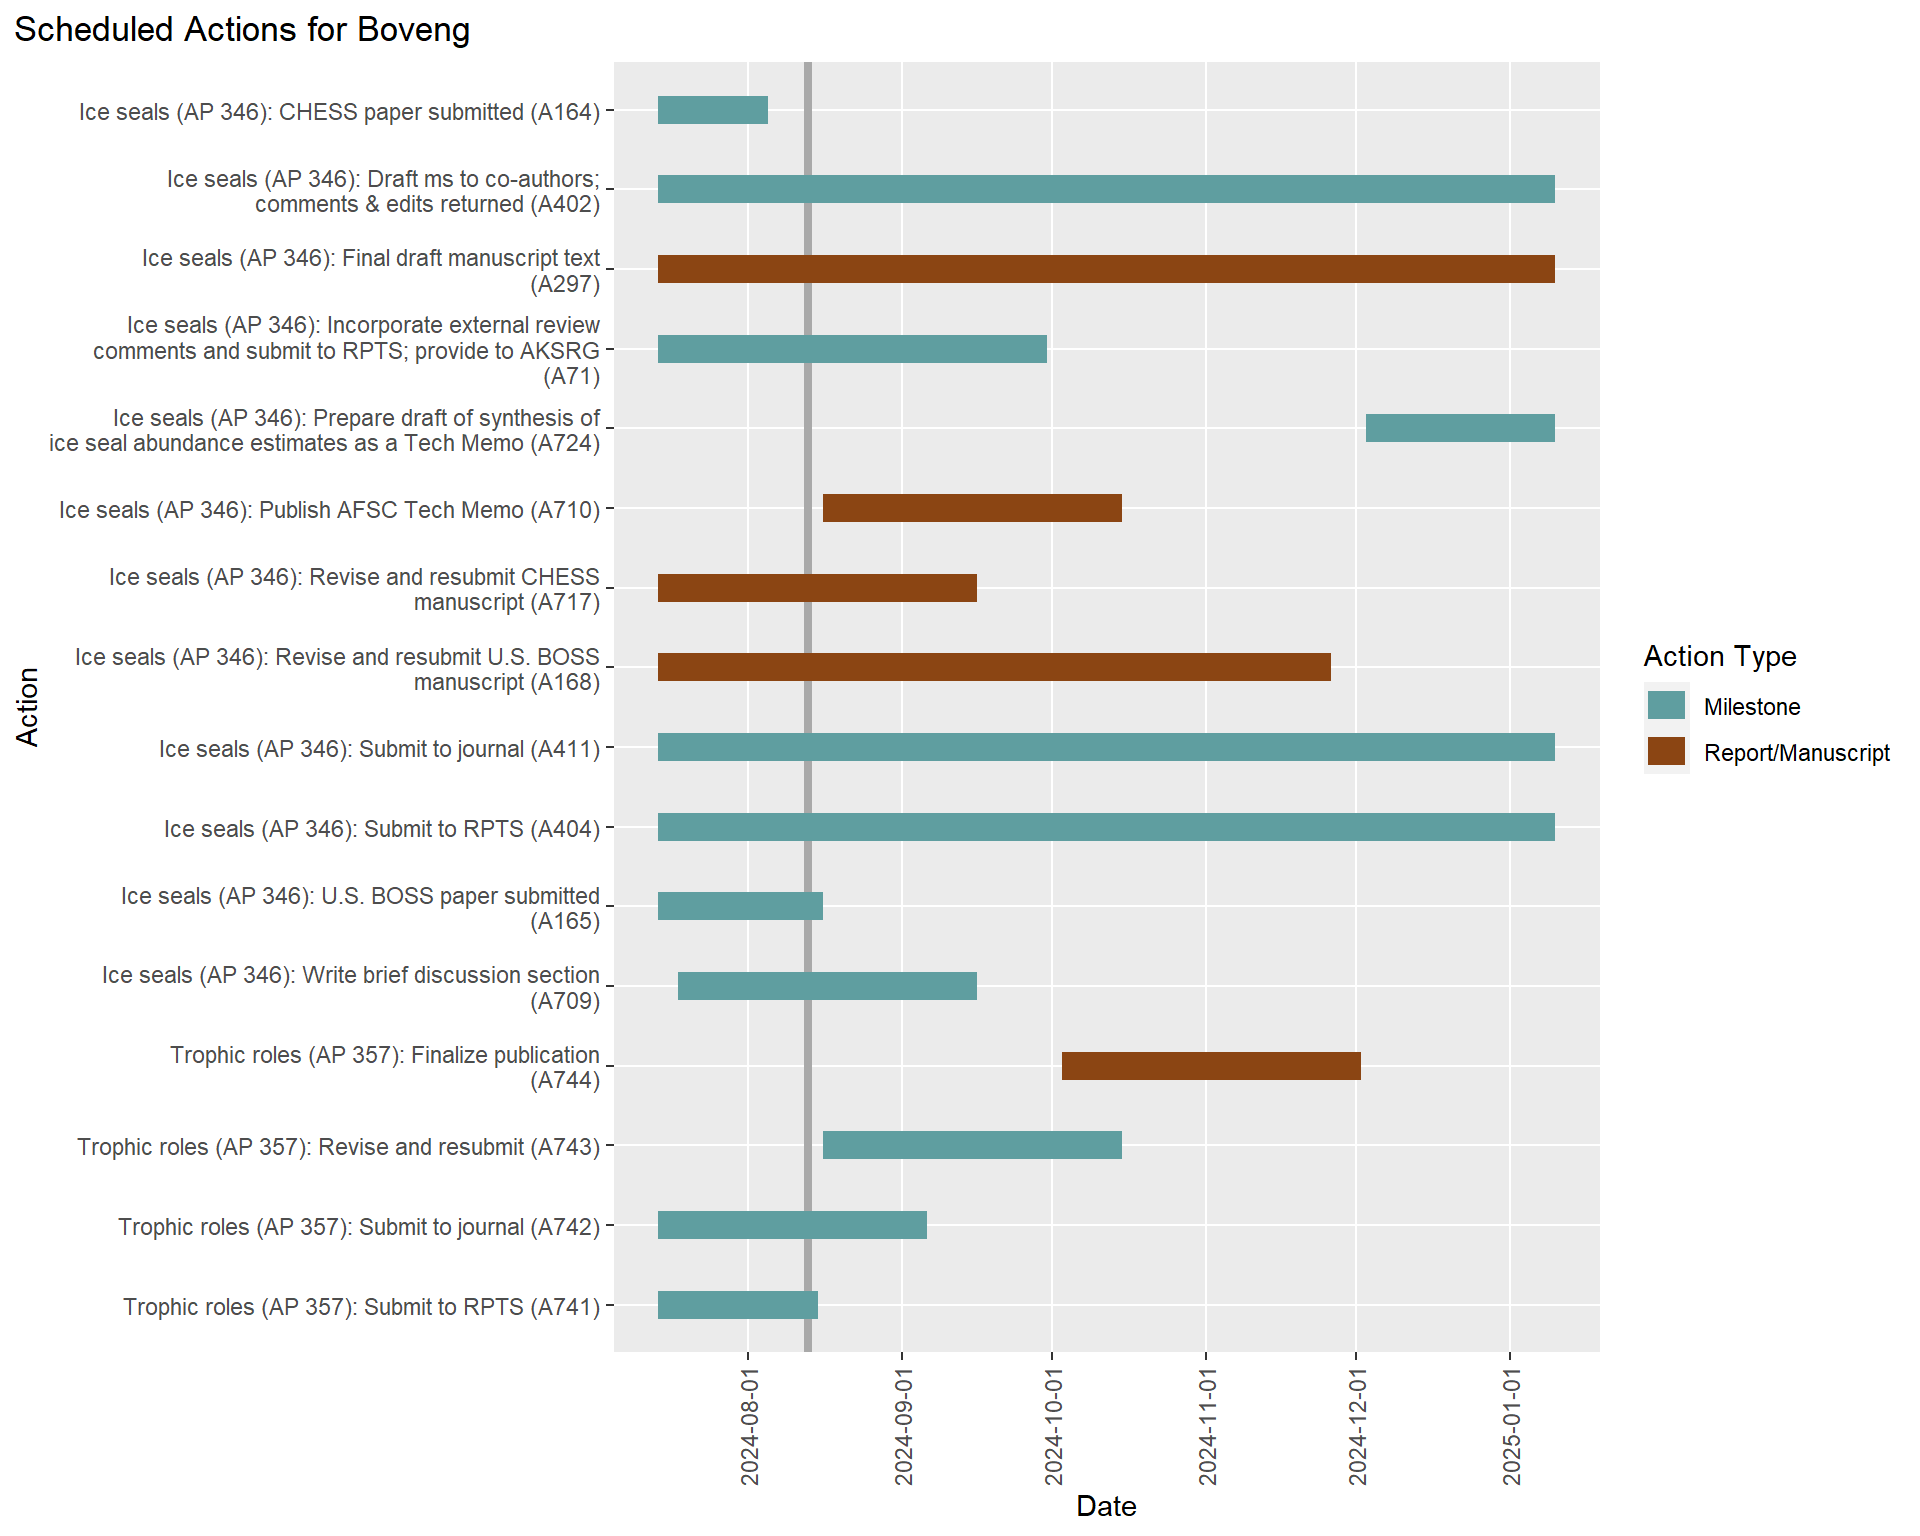 Scheduled Actions for Boveng
Ice seals (AP 346): CHESS paper submitted (A164)
Ice seals (AP 346): Draft ms to co-authors;
comments & edits returned (A402)
Ice seals (AP 346): Final draft manuscript text
(A297)
Ice seals (AP 346): Incorporate external review
comments and submit to RPTS; provide to AKSRG
(A71)
Ice seals (AP 346): Prepare draft of synthesis of
ice seal abundance estimates as a Tech Memo (A724)
Ice seals (AP 346): Publish AFSC Tech Memo (A710)
Ice seals (AP 346): Revise and resubmit CHESS
manuscript (A717)
Ice seals (AP 346): Revise and resubmit U.S. BOSS
manuscript (A168)
Ice seals (AP 346): Submit to journal (A411)
Ice seals (AP 346): Submit to RPTS (A404)
Ice seals (AP 346): U.S. BOSS paper submitted
(A165)
Ice seals (AP 346): Write brief discussion section
(A709)
Trophic roles (AP 357): Finalize publication
(A744)
Trophic roles (AP 357): Revise and resubmit (A743)
Trophic roles (AP 357): Submit to journal (A742)
Trophic roles (AP 357): Submit to RPTS (A741)
Action
2024-08-01
2024-09-01
2024-10-01
2024-11-01
2024-12-01
2025-01-01
Date
Action Type
Milestone
Report/Manuscript